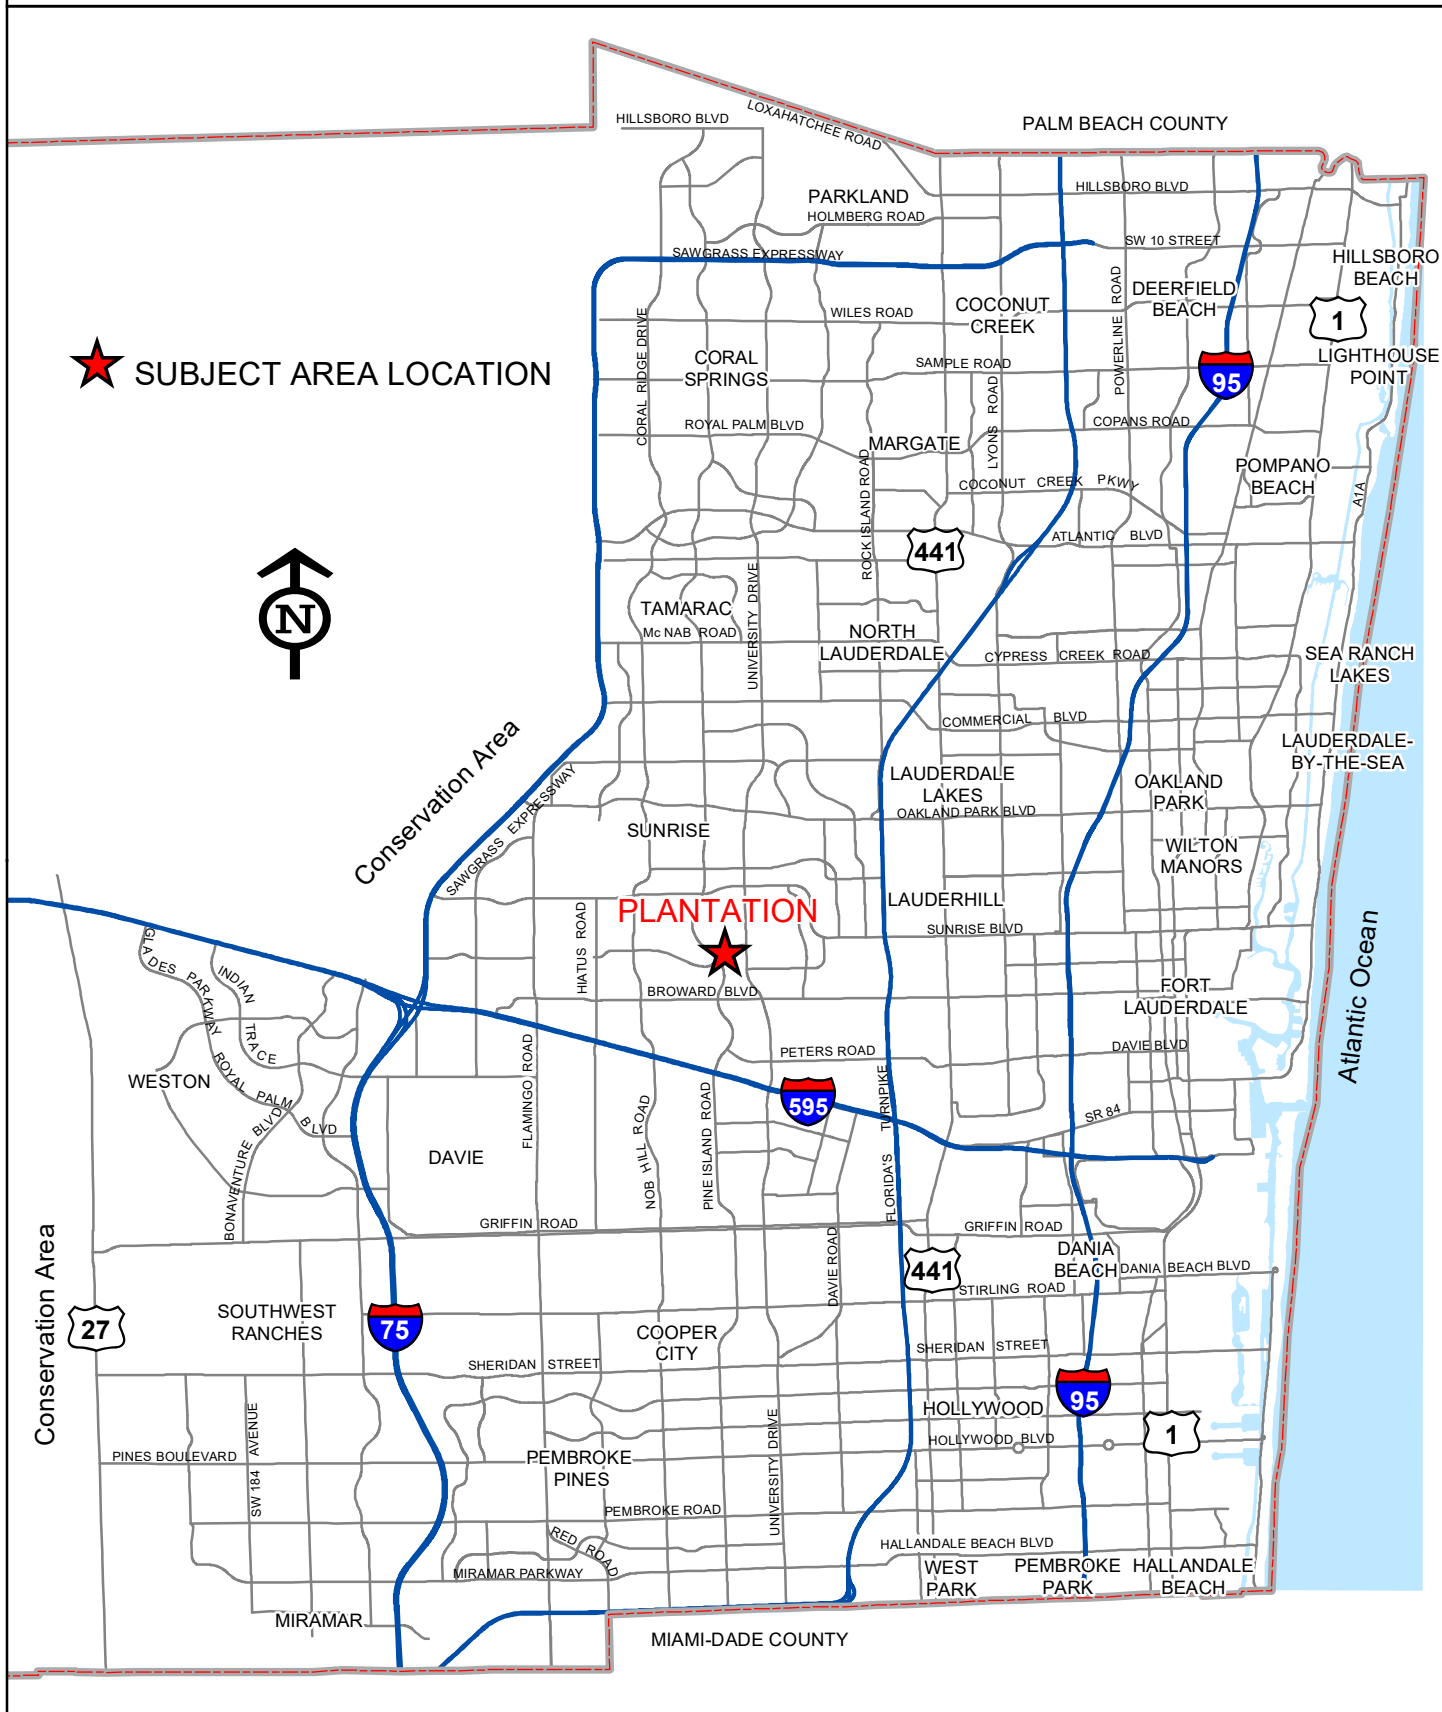 LOXAHATCHEE ROAD
HILLSBORO BLVD
PALM BEACH COUNTY
HILLSBORO BLVD
PARKLAND
HOLMBERG ROAD
SW 10 STREET
SAWGRASS EXPRESSWAY
HILLSBORO
BEACH
DEERFIELD
BEACH
COCONUT
CREEK
POWERLINE ROAD
WILES ROAD
1
CORAL RIDGE DRIVE
CORAL
SPRINGS
SAMPLE ROAD
LIGHTHOUSE
POINT
SUBJECT AREA LOCATION
95
LYONS ROAD
ROYAL PALM BLVD
COPANS ROAD
MARGATE
ROCK ISLAND ROAD
POMPANO
BEACH
COCONUT CREEK PKWY
A1A
441
ATLANTIC BLVD
N
UNIVERSITY DRIVE
TAMARAC
Mc NAB ROAD
NORTH
LAUDERDALE
CYPRESS CREEK ROAD
SEA RANCH
LAKES
COMMERCIAL BLVD
Conservation Area
LAUDERDALE-
BY-THE-SEA
SAWGRASS EXPRESSWAY
LAUDERDALE
LAKES
OAKLAND
PARK
OAKLAND PARK BLVD
SUNRISE
WILTON
MANORS
LAUDERHILL
PLANTATION
SUNRISE BLVD
HIATUS ROAD
Atlantic Ocean
GLADES PARKWAY
INDIAN TRACE
BROWARD BLVD
FORT
LAUDERDALE
PETERS ROAD
DAVIE BLVD
FLAMINGO ROAD
WESTON
ROYAL PALM BLVD
595
FLORIDA'S TURNPIKE
SR 84
BONAVENTURE BLVD
NOB HILL ROAD
PINE ISLAND ROAD
DAVIE
GRIFFIN ROAD
GRIFFIN ROAD
DAVIE ROAD
DANIA
BEACH
DANIA BEACH BLVD
441
STIRLING ROAD
Conservation Area
27
SOUTHWEST
RANCHES
75
COOPER
CITY
SHERIDAN STREET
SHERIDAN STREET
95
HOLLYWOOD
HOLLYWOOD BLVD
1
SW 184 AVENUE
PINES BOULEVARD
PEMBROKE
PINES
UNIVERSITY DRIVE
PEMBROKE ROAD
RED ROAD
HALLANDALE BEACH BLVD
MIRAMAR PARKWAY
WEST
PARK
PEMBROKE
PARK
HALLANDALE
BEACH
MIRAMAR
MIAMI-DADE COUNTY